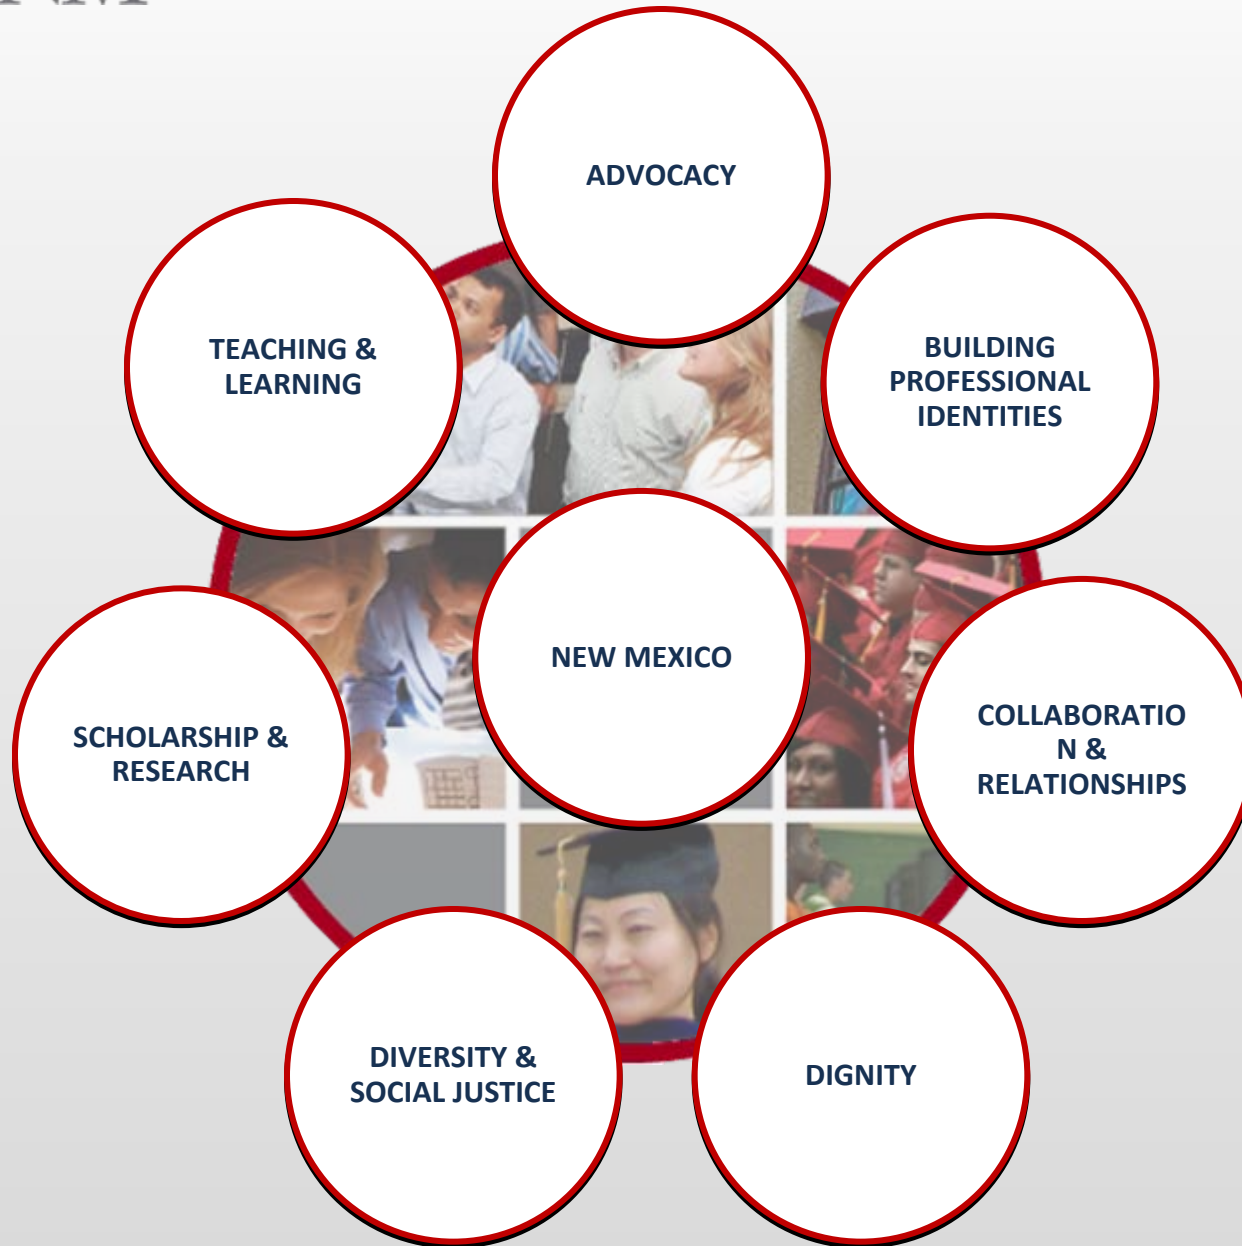 ADVOCACY
BUILDING
PROFESSIONAL
IDENTITIES
TEACHING &
LEARNING
NEW MEXICO
COLLABORATIO
N &
RELATIONSHIPS
SCHOLARSHIP &
RESEARCH
DIVERSITY &
SOCIAL JUSTICE
DIGNITY